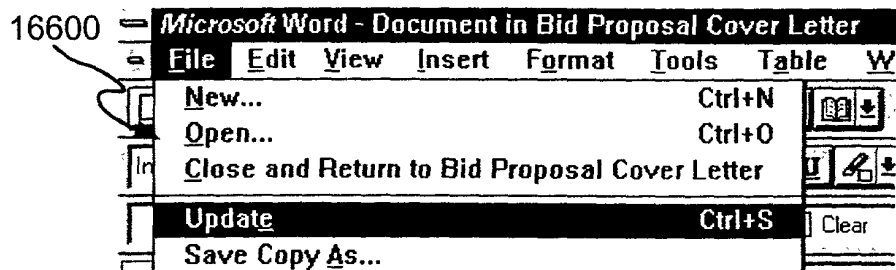 16600
Microsoft Word - Document in Bid Proposal Cover Letter
File Edit View Insert Format Tools Table W
New... Ctrl+N
Open... Ctrl+O
Close and Return to Bid Proposal Cover Letter
Update Ctrl+S
Clear
Save Copy As...